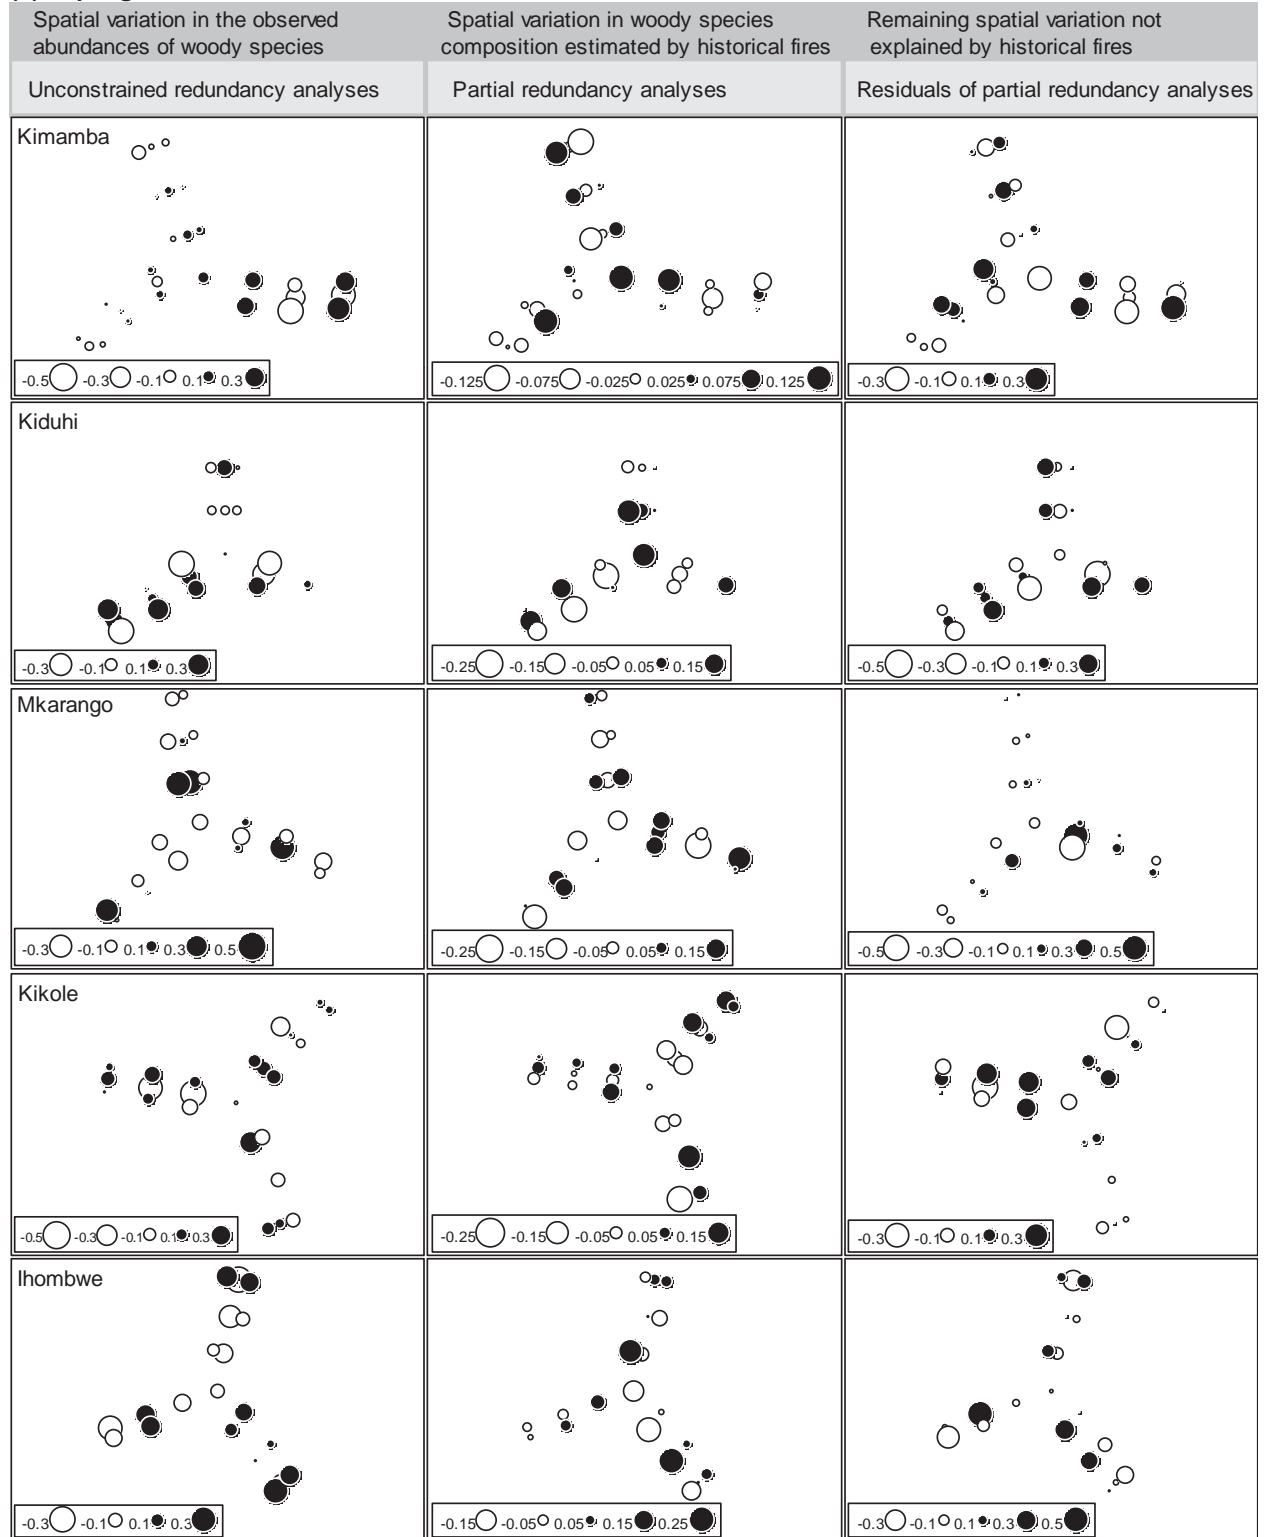 Spatial variation in the observed
abundances of woody species
Spatial variation in woody species
composition estimated by historical fires
Remaining spatial variation not
explained by historical fires
Unconstrained redundancy analyses
Partial redundancy analyses
Residuals of partial redundancy analyses
Kimamba
-0.5 -0.3 -0.1 0.1 0.3
-0.125 -0.075 -0.025 0.025 0.075 0.125
-0.3 -0.1 0.1 0.3
Kiduhi
-0.3 -0.1 0.1 0.3
-0.25 -0.15 -0.05 0.05 0.15
-0.5 -0.3 -0.1 0.1 0.3
Mkarango
-0.3 -0.1 0.1 0.3 0.5
-0.25 -0.15 -0.05 0.05 0.15
-0.5 -0.3 -0.1 0.1 0.3 0.5
Kikole
-0.5 -0.3 -0.1 0.1 0.3
-0.25 -0.15 -0.05 0.05 0.15
-0.3 -0.1 0.1 0.3
Ihombwe
-0.3 -0.1 0.1 0.3
-0.15 -0.05 0.05 0.15 0.25
-0.3 -0.1 0.1 0.3 0.5